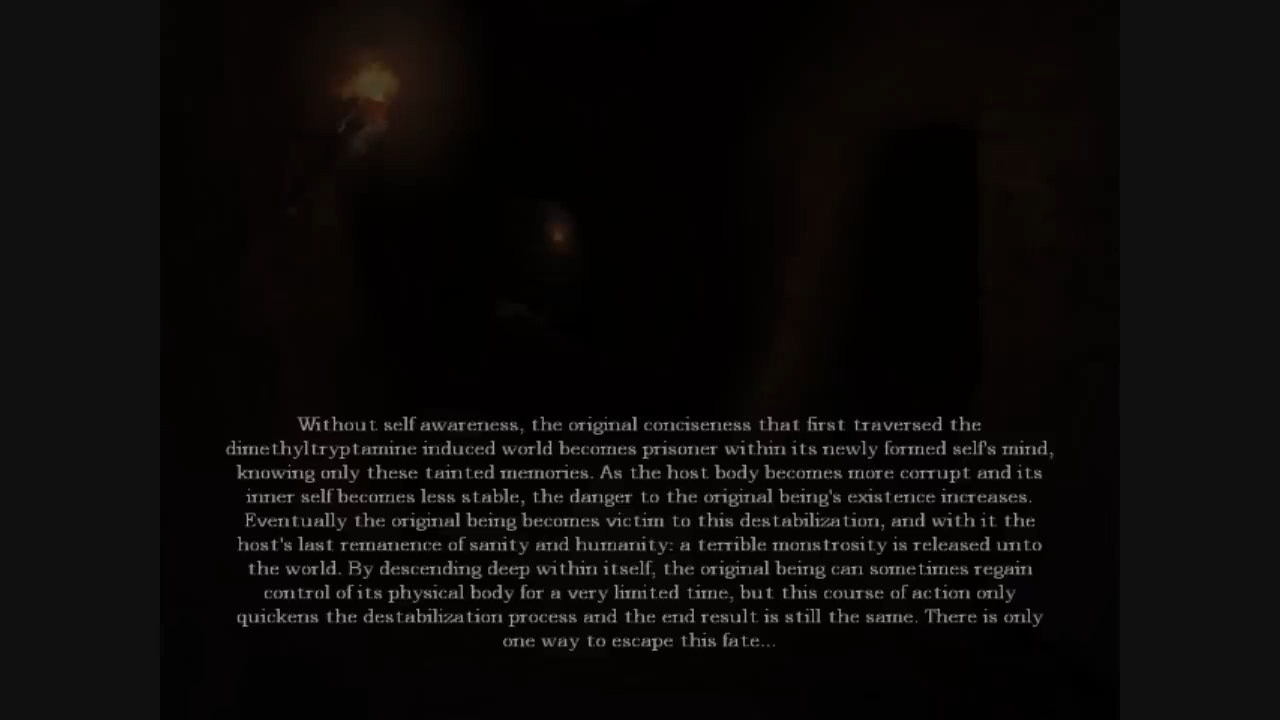 Without self awareness, the original conciseness that first traversed the
dimethyltryptamine induced world becomes prisoner within its newly formed self's mind,
knowing only these tainted memories. As the host body becomes more corrupt and its
inner self becomes less stable, the danger to the original being's existence increases.
Eventually the original being becomes victim to this destabilization, and with it the
host's last remanence of sanity and humanity: a terrible monstrosity is released unto
the world. By descending deep within itself, the original being can sometimes regain
control of its physical body for a very limited time, but this course of action only
quickens the destabilization process and the end result is still the same. There is only
one way to escape this fate...